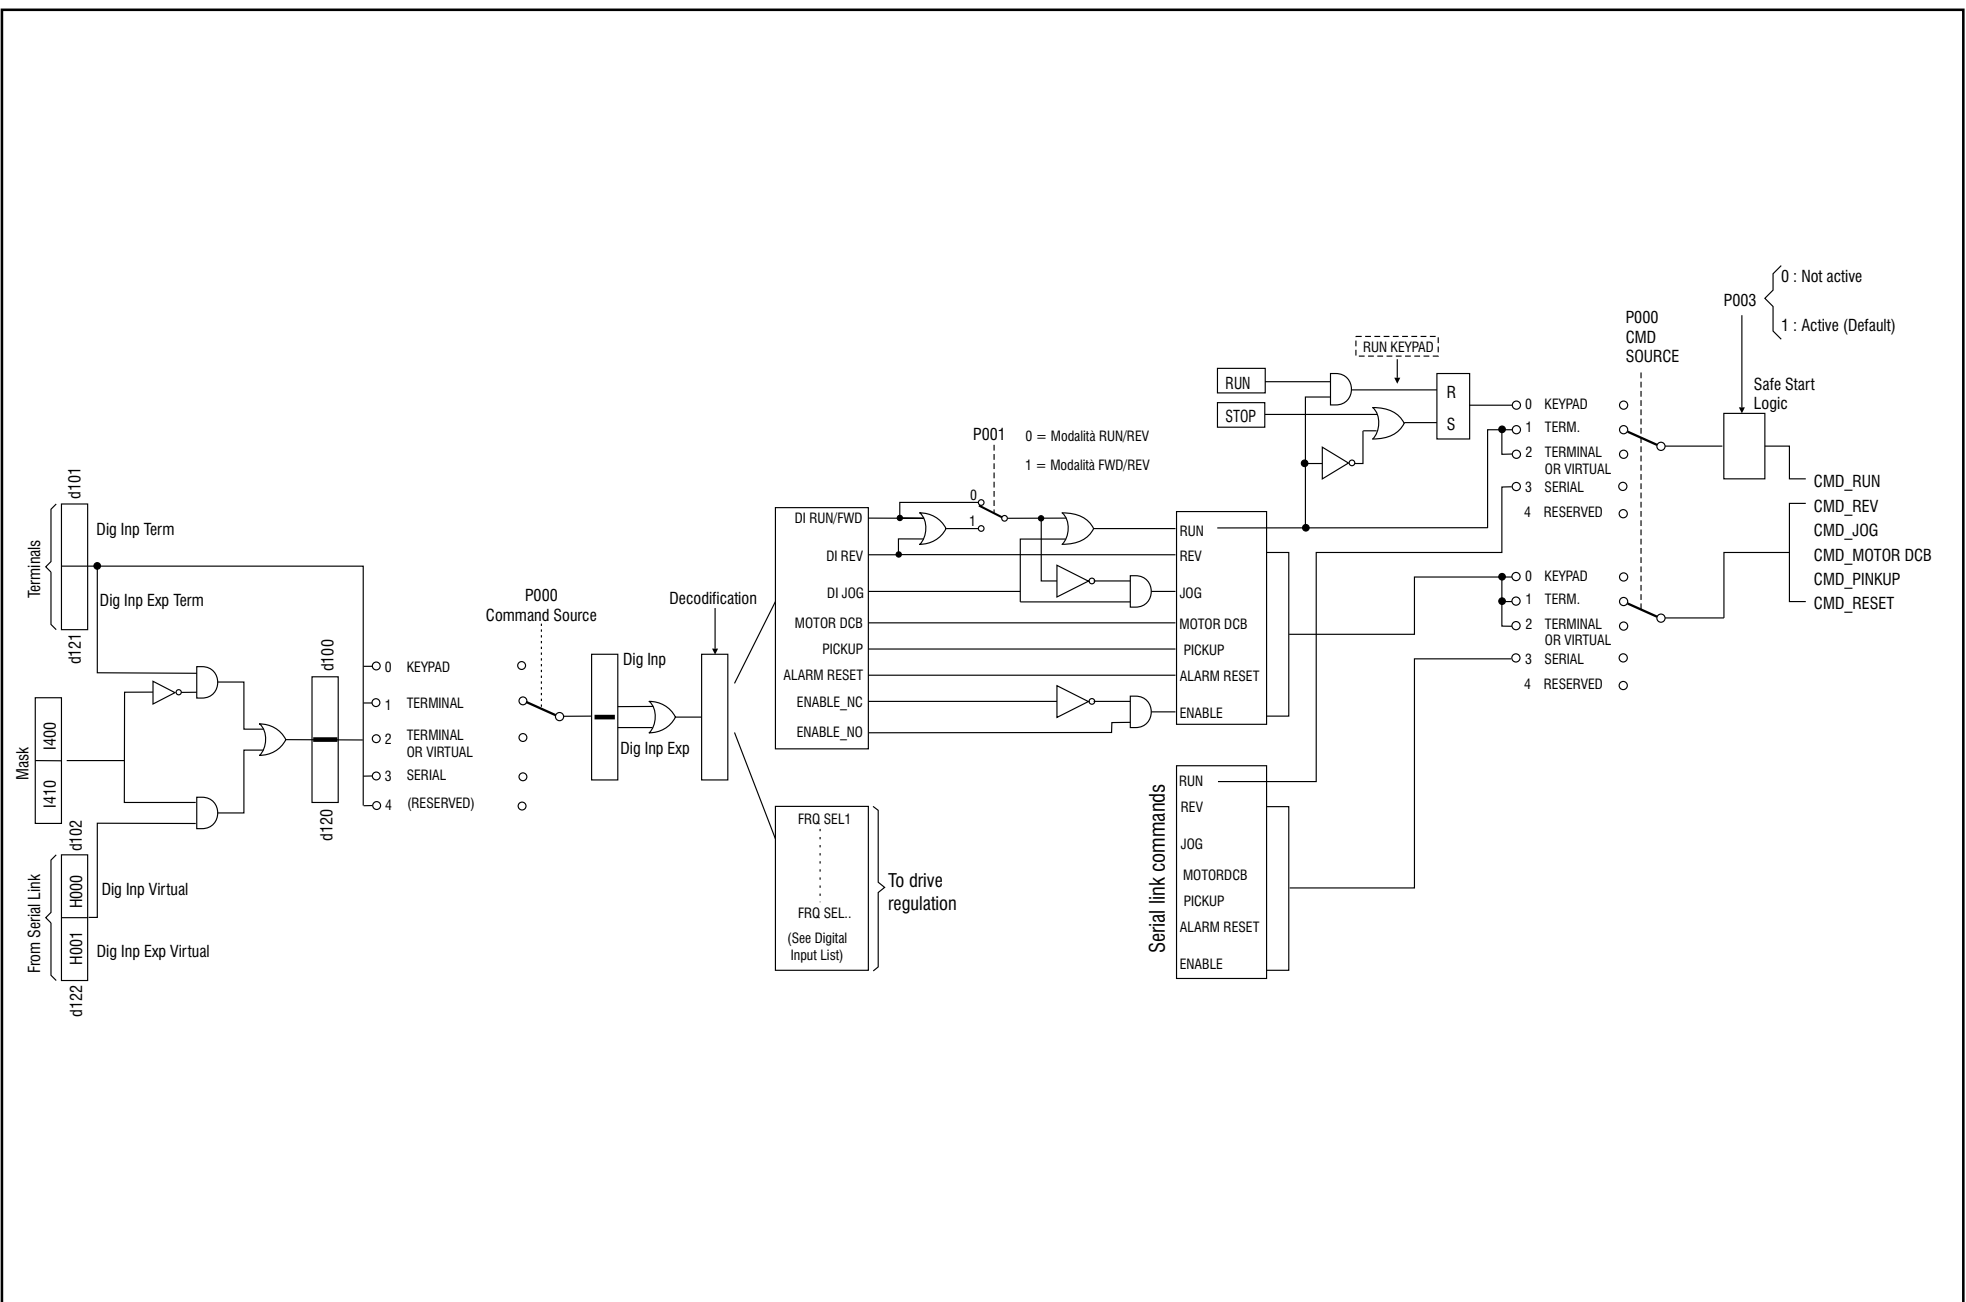 d101
Terminals
Dig Inp Term
Dig Inp Exp Term
d121
Mask
I400
I410
d102
From Serial Link
H000
H001
Dig Inp Virtual
Dig Inp Exp Virtual
d122
d100
d120
0 KEYPAD
1 TERMINAL
2 TERMINAL
OR VIRTUAL
3 SERIAL
4 (RESERVED)
P000
Command Source
Dig Inp
Dig Inp Exp
Decodification
DI RUN/FWD
DI REV
DI JOG
MOTOR DCB
PICKUP
ALARM RESET
ENABLE_NC
ENABLE_NO
FRQ SEL1
FRQ SEL..
(See Digital
Input List)
To drive
regulation
P001
0 = Modalità RUN/REV
1 = Modalità FWD/REV
0
1
RUN
REV
JOG
MOTOR DCB
PICKUP
ALARM RESET
ENABLE
Serial link commands
RUN
REV
JOG
MOTORDCB
PICKUP
ALARM RESET
ENABLE
RUN KEYPAD
RUN
STOP
R
S
0 KEYPAD
1 TERM.
2 TERMINAL
OR VIRTUAL
3 SERIAL
4 RESERVED
0 KEYPAD
1 TERM.
2 TERMINAL
OR VIRTUAL
3 SERIAL
4 RESERVED
P000
CMD
SOURCE
P003
0 : Not active
1 : Active (Default)
Safe Start
Logic
CMD_RUN
CMD_REV
CMD_JOG
CMD_MOTOR DCB
CMD_PINKUP
CMD_RESET